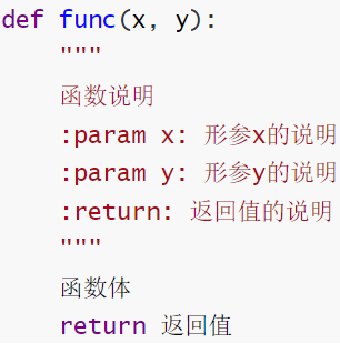 def func(x, y):
    """
    函数说明
    :param x: 形参x的说明
    :param y: 形参y的说明
    :return: 返回值的说明
    """
    函数体
    return 返回值